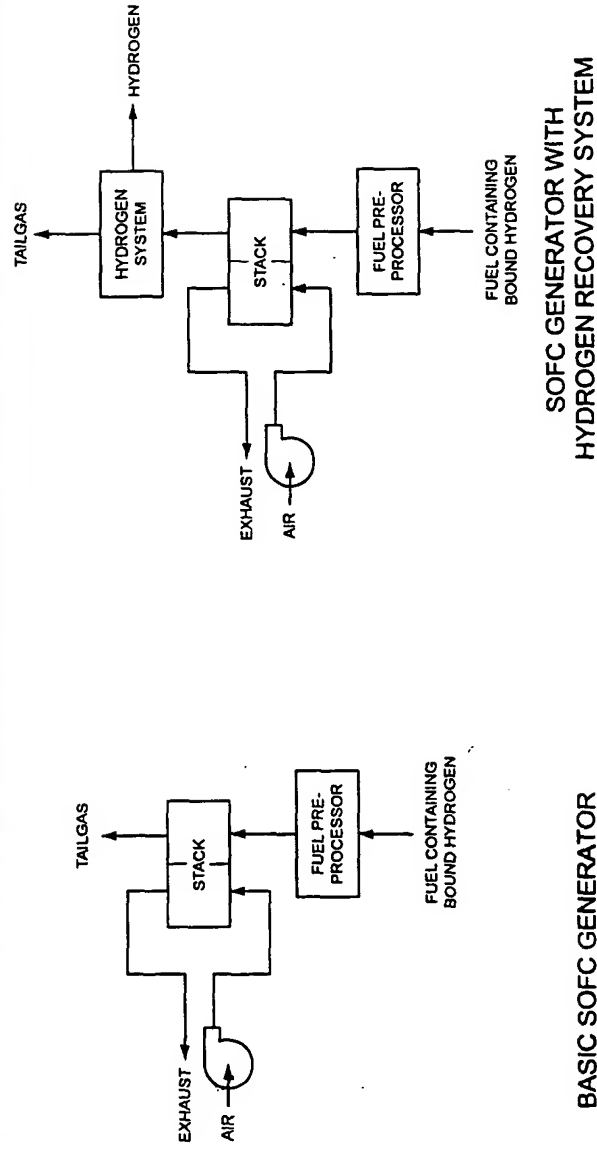 TAILGAS
STACK
FUEL PRE-
PROCESSOR
EXHAUST
AIR
FUEL CONTAINING
BOUND HYDROGEN
BASIC SOFC GENERATOR
TAILGAS
HYDROGEN
SYSTEM
HYDROGEN
STACK
FUEL PRE-
PROCESSOR
EXHAUST
AIR
FUEL CONTAINING
BOUND HYDROGEN
SOFC GENERATOR WITH
HYDROGEN RECOVERY SYSTEM